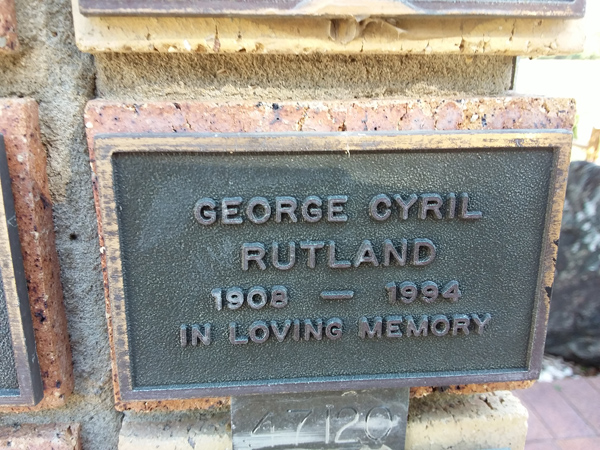 GEORGE CYRIL
RUTLAND
1908 — 1994
IN LOVING MEMORY
47120